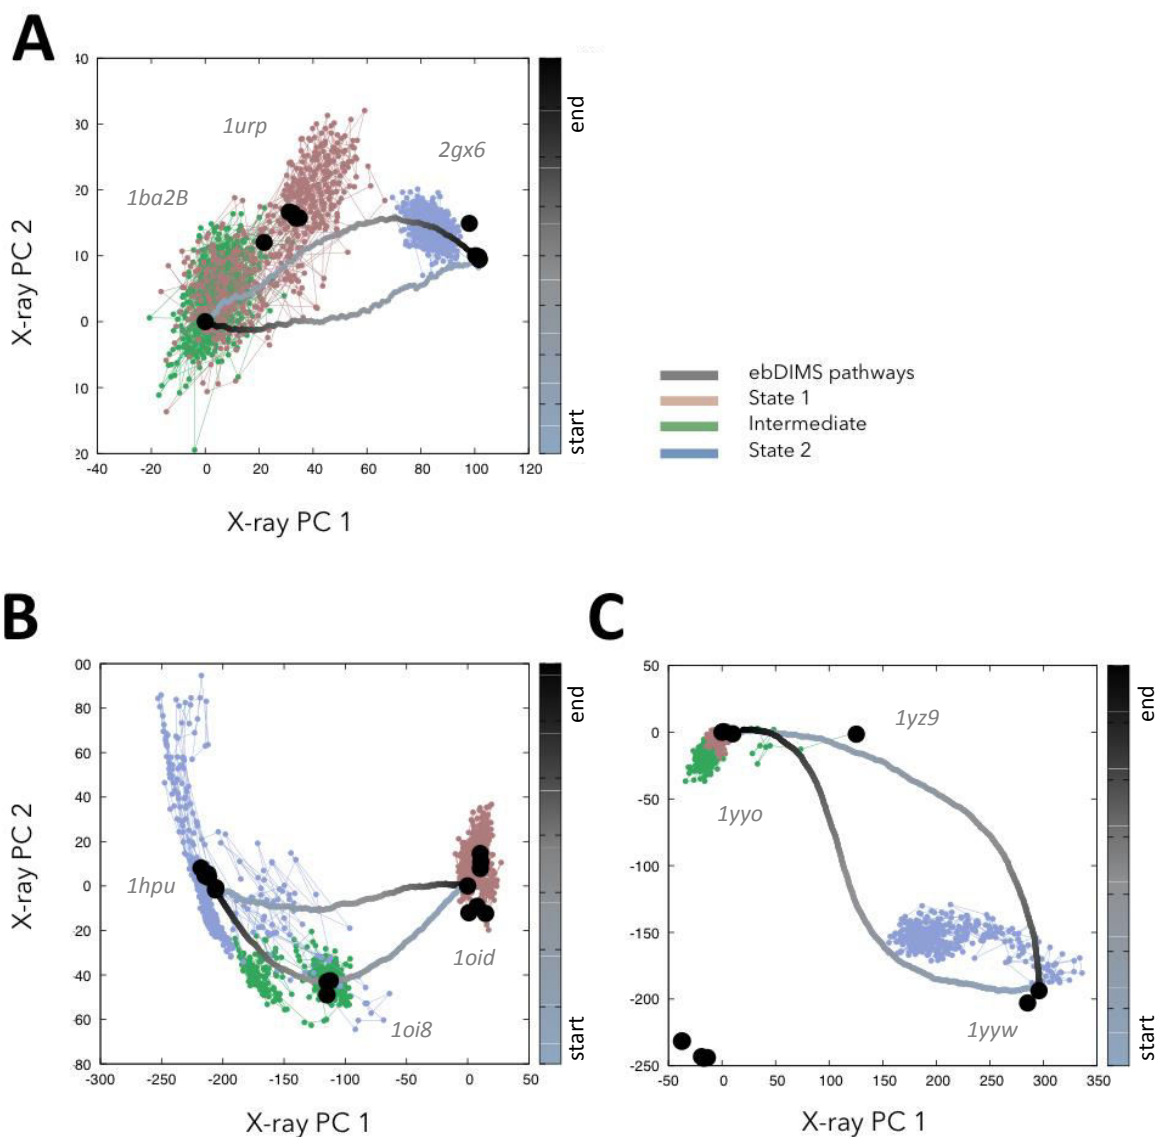 A
40
30
20
10
0
10
20
-40
-20
0
20
40
60
80
100
120
X-ray PC 2
X-ray PC 1
1urp
2gx6
1ba2B
end
start
ebDIMS pathways
State 1
Intermediate
State 2
B
00
80
60
40
20
0
20
40
60
80
-300
-250
-200
-150
-100
-50
0
50
X-ray PC 2
X-ray PC 1
1hpu
1oid
1oi8
end
start
C
50
0
-50
-100
-150
-200
-250
-50
0
50
100
150
200
250
300
350
X-ray PC 1
1yz9
1yyo
1yyw
end
start